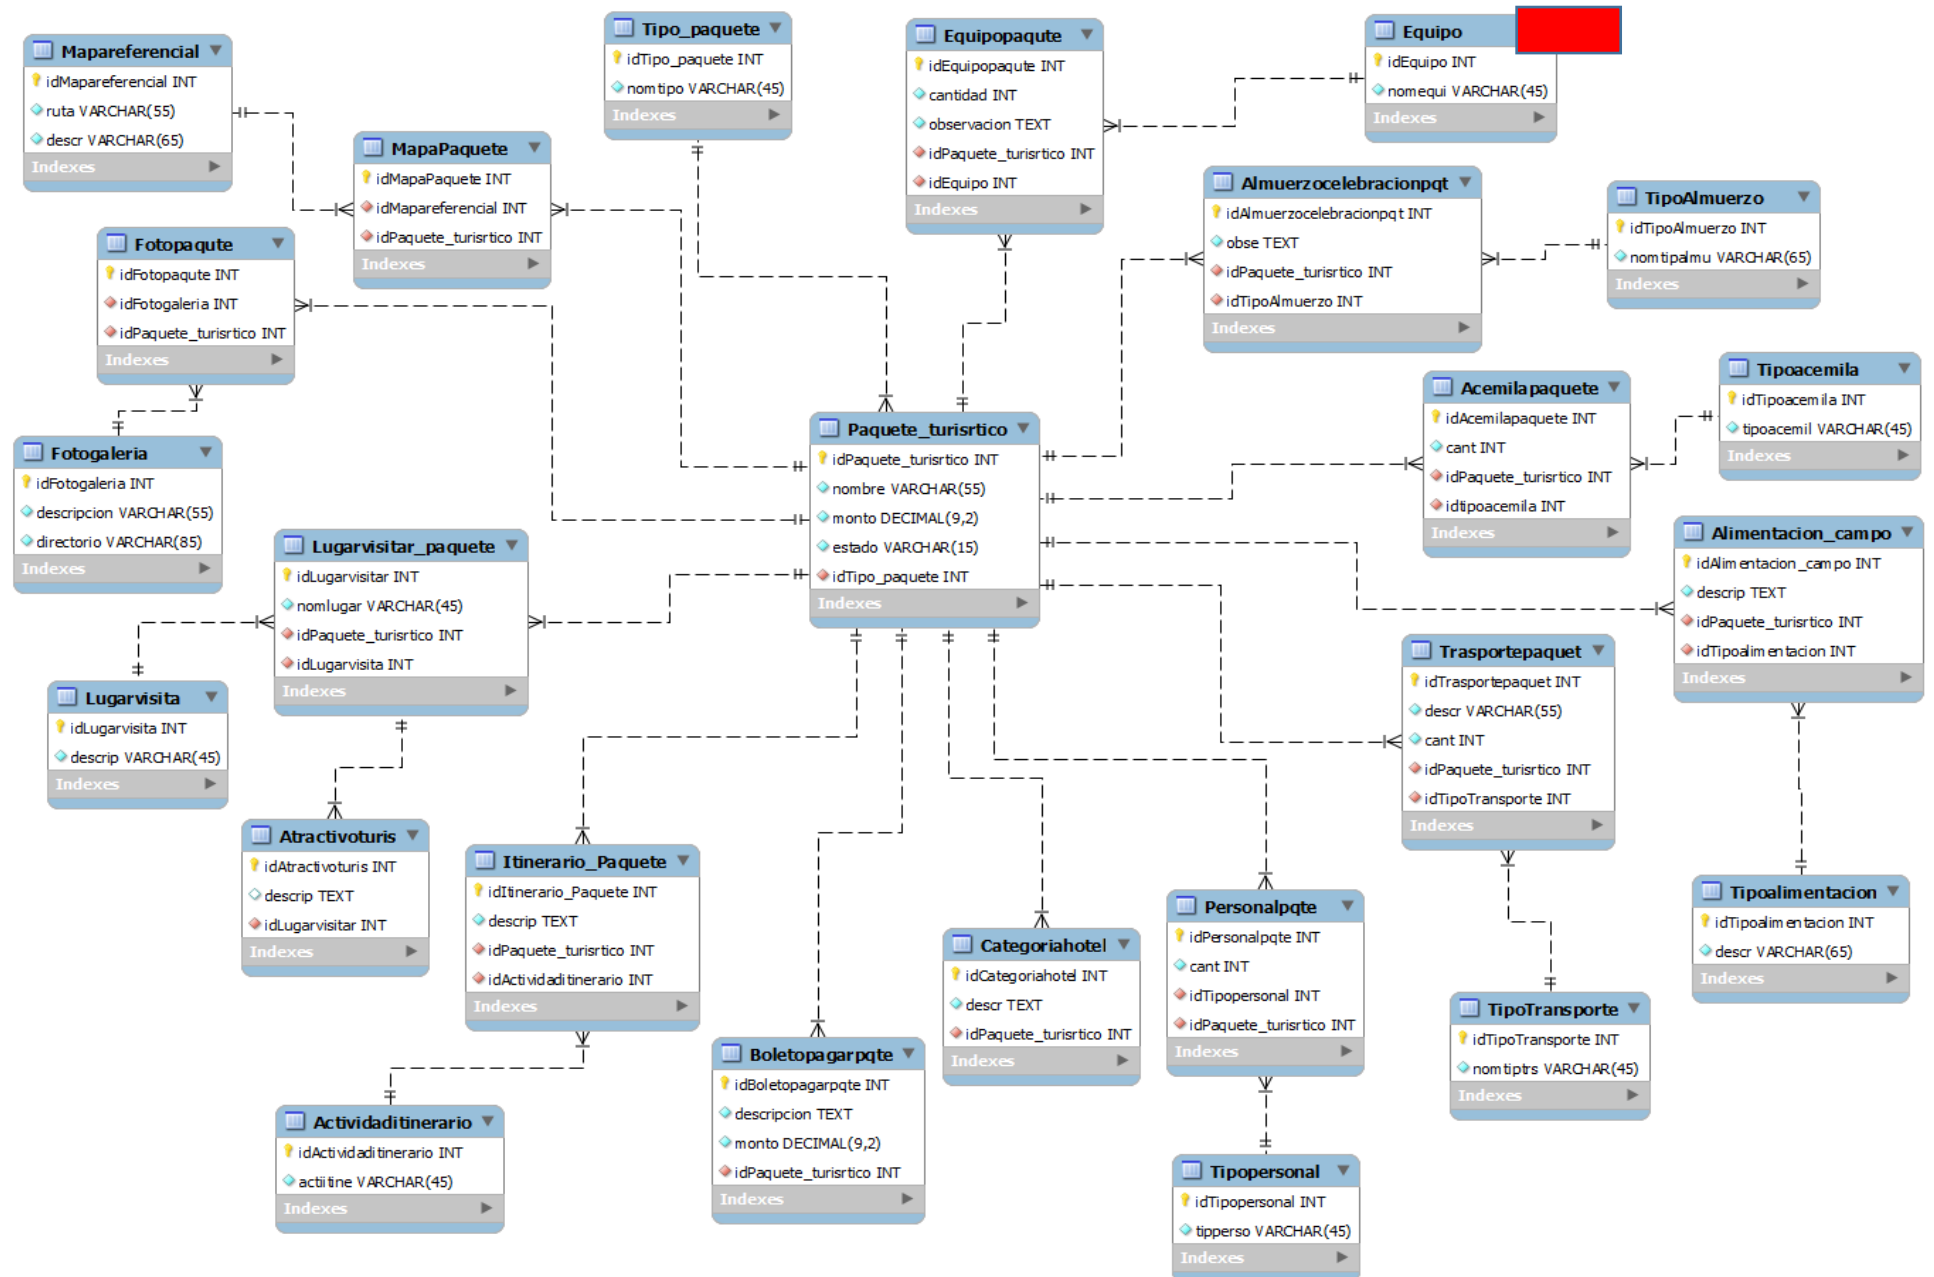 Mapareferencial
idMapareferencial INT
ruta VARCHAR(55)
descr VARCHAR(65)
Indexes
Tipo_paquete
idTipo_paquete INT
nomtipo VARCHAR(45)
Indexes
Equipopaqute
idEquipopaqute INT
cantidad INT
observacion TEXT
idPaquete_turisrtico INT
idEquipo INT
Indexes
Equipo
idEquipo INT
nomequi VARCHAR(45)
Indexes
MapaPaquete
idMapaPaquete INT
idMapareferencial INT
idPaquete_turisrtico INT
Indexes
Almuerzocelebracionpqt
idAlmuerzocelebracionpqt INT
obse TEXT
idPaquete_turisrtico INT
idTipoAlmuerzo INT
Indexes
TipoAlmuerzo
idTipoAlmuerzo INT
nomtipalmu VARCHAR(65)
Indexes
Fotopaqute
idFotopaqute INT
idFotogaleria INT
idPaquete_turisrtico INT
Indexes
Tipoacemila
idTipoacemila INT
tipoacemil VARCHAR(45)
Indexes
Acemilapaquete
idAcemilapaquete INT
cant INT
idPaquete_turisrtico INT
idtipoacemila INT
Indexes
Paquete_turisrtico
idPaquete_turisrtico INT
nombre VARCHAR(55)
monto DECIMAL(9,2)
estado VARCHAR(15)
idTipo_paquete INT
Indexes
Fotogaleria
idFotogaleria INT
descripcion VARCHAR(55)
directorio VARCHAR(85)
Indexes
Alimentacion_campo
idAlimentacion_campo INT
descrip TEXT
idPaquete_turisrtico INT
idTipoalimentacion INT
Indexes
Lugarvisitar_paquete
idLugarvisitar INT
nomlugar VARCHAR(45)
idPaquete_turisrtico INT
idLugarvisita INT
Indexes
Trasportepaquet
idTrasportepaquet INT
descr VARCHAR(55)
cant INT
idPaquete_turisrtico INT
idTipoTransporte INT
Indexes
Lugarvisita
idLugarvisita INT
descrip VARCHAR(45)
Indexes
Atractivoturis
idAtractivoturis INT
descrip TEXT
idLugarvisitar INT
Indexes
Itinerario_Paquete
idItinerario_Paquete INT
descrip TEXT
idPaquete_turisrtico INT
idActividaditinerario INT
Indexes
Tipoalimentacion
idTipoalimentacion INT
descr VARCHAR(65)
Indexes
Personalpqte
idPersonalpqte INT
cant INT
idTipopersonal INT
idPaquete_turisrtico INT
Indexes
Categoriahotel
idCategoriahotel INT
descr TEXT
idPaquete_turisrtico INT
Indexes
TipoTransporte
idTipoTransporte INT
nomtiptrs VARCHAR(45)
Indexes
Boletopagarpqte
idBoletopagarpqte INT
descripcion TEXT
monto DECIMAL(9,2)
idPaquete_turisrtico INT
Indexes
Actividaditinerario
idActividaditinerario INT
actiitine VARCHAR(45)
Indexes
Tipopersonal
idTipopersonal INT
tipperso VARCHAR(45)
Indexes